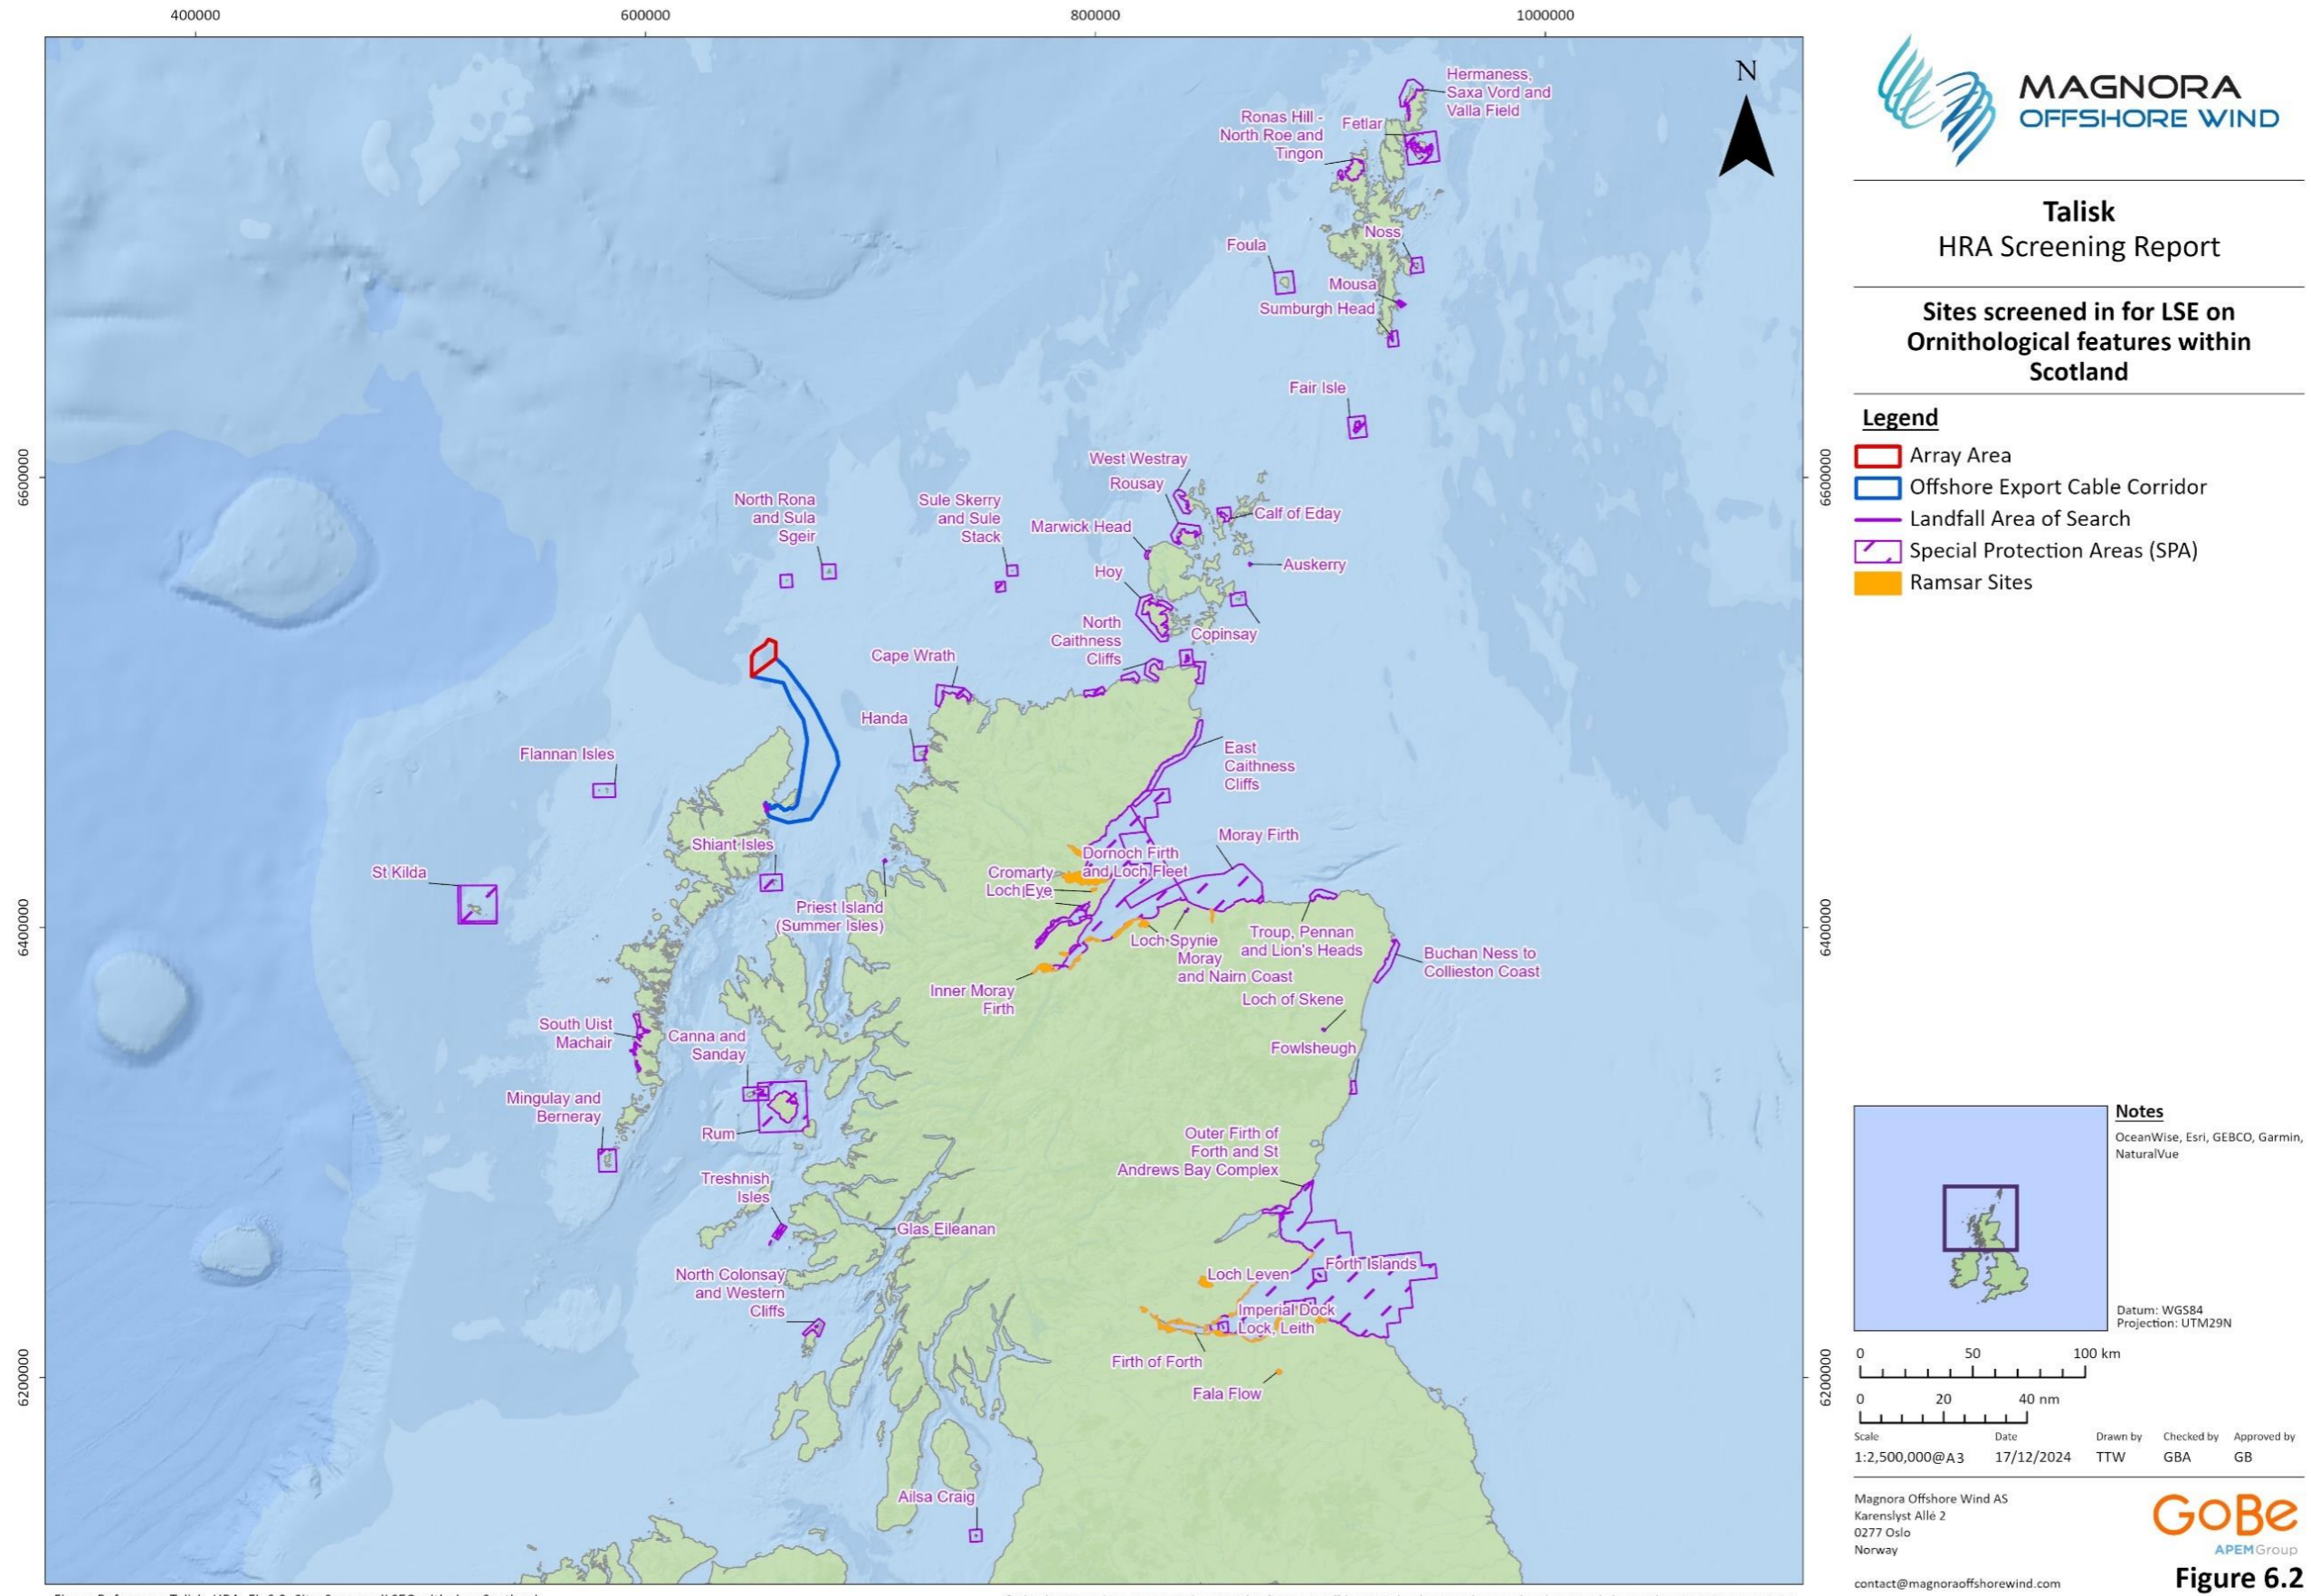 400000
600000
800000
1000000
6600000
6400000
6200000
6600000
6400000
6200000
N
Hermaness,
Saxa Vord and
Valla Field
Ronas Hill -
North Roe and
Tingon
Fetlar
Noss
Foula
Mousa
Sumburgh Head
Fair Isle
West Westray
Rousay
Calf of Eday
Marwick Head
Auskerry
Hoy
Copinsay
North
Caithness
Cliffs
North Rona
and Sula
Sgeir
Sule Skerry
and Sule
Stack
Cape Wrath
Handa
Flannan Isles
East
Caithness
Cliffs
Shiant Isles
St Kilda
Moray Firth
Dornoch Firth
and Loch Fleet
Cromarty
Loch Eye
Priest Island
(Summer Isles)
Loch Spynie
Moray
and Nairn Coast
Troup, Pennan
and Lion's Heads
Buchan Ness to
Collieston Coast
Inner Moray
Firth
Loch of Skene
South Uist
Machair
Canna and
Sanday
Fowlsheugh
Mingulay and
Berneray
Rum
Outer Firth of
Forth and St
Andrews Bay Complex
Treshnish
Isles
Glas Eileanan
North Colonsay
and Western
Cliffs
Loch Leven
Forth Islands
Imperial Dock
Lock, Leith
Firth of Forth
Fala Flow
Ailsa Craig
MAGNORA
OFFSHORE WIND
Talisk
HRA Screening Report
Sites screened in for LSE on
Ornithological features within
Scotland
Legend
Array Area
Offshore Export Cable Corridor
Landfall Area of Search
Special Protection Areas (SPA)
Ramsar Sites
Notes
OceanWise, Esri, GEBCO, Garmin,
NaturalVue
Datum: WGS84
Projection: UTM29N
0 50 100 km
0 20 40 nm
Scale Date Drawn by Checked by Approved by
1:2,500,000@A3 17/12/2024 TTW GBA GB
Magnora Offshore Wind AS
Karenslyst Allé 2
0277 Oslo
Norway
contact@magnoraoffshorewind.com
GoBe
APEMGroup
Figure 6.2